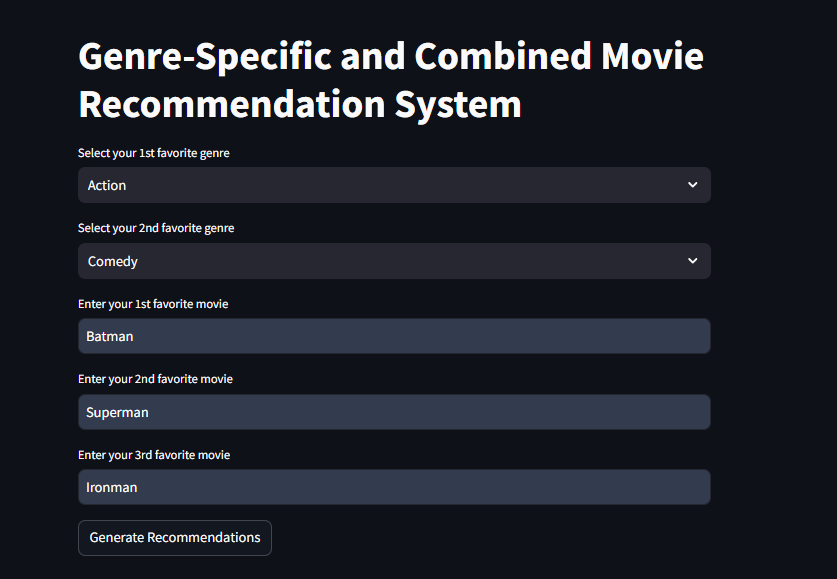 Genre-Specific and Combined Movie
Recommendation System
Select your 1st favorite genre
Action
Select your 2nd favorite genre
Comedy
Enter your 1st favorite movie
Batman
Enter your 2nd favorite movie
Superman
Enter your 3rd favorite movie
Ironman
Generate Recommendations